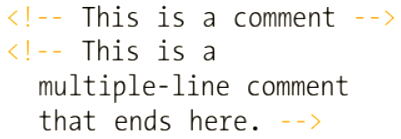 <!-- This is a comment -->
<!-- This is a
multiple-line comment
that ends here. -->